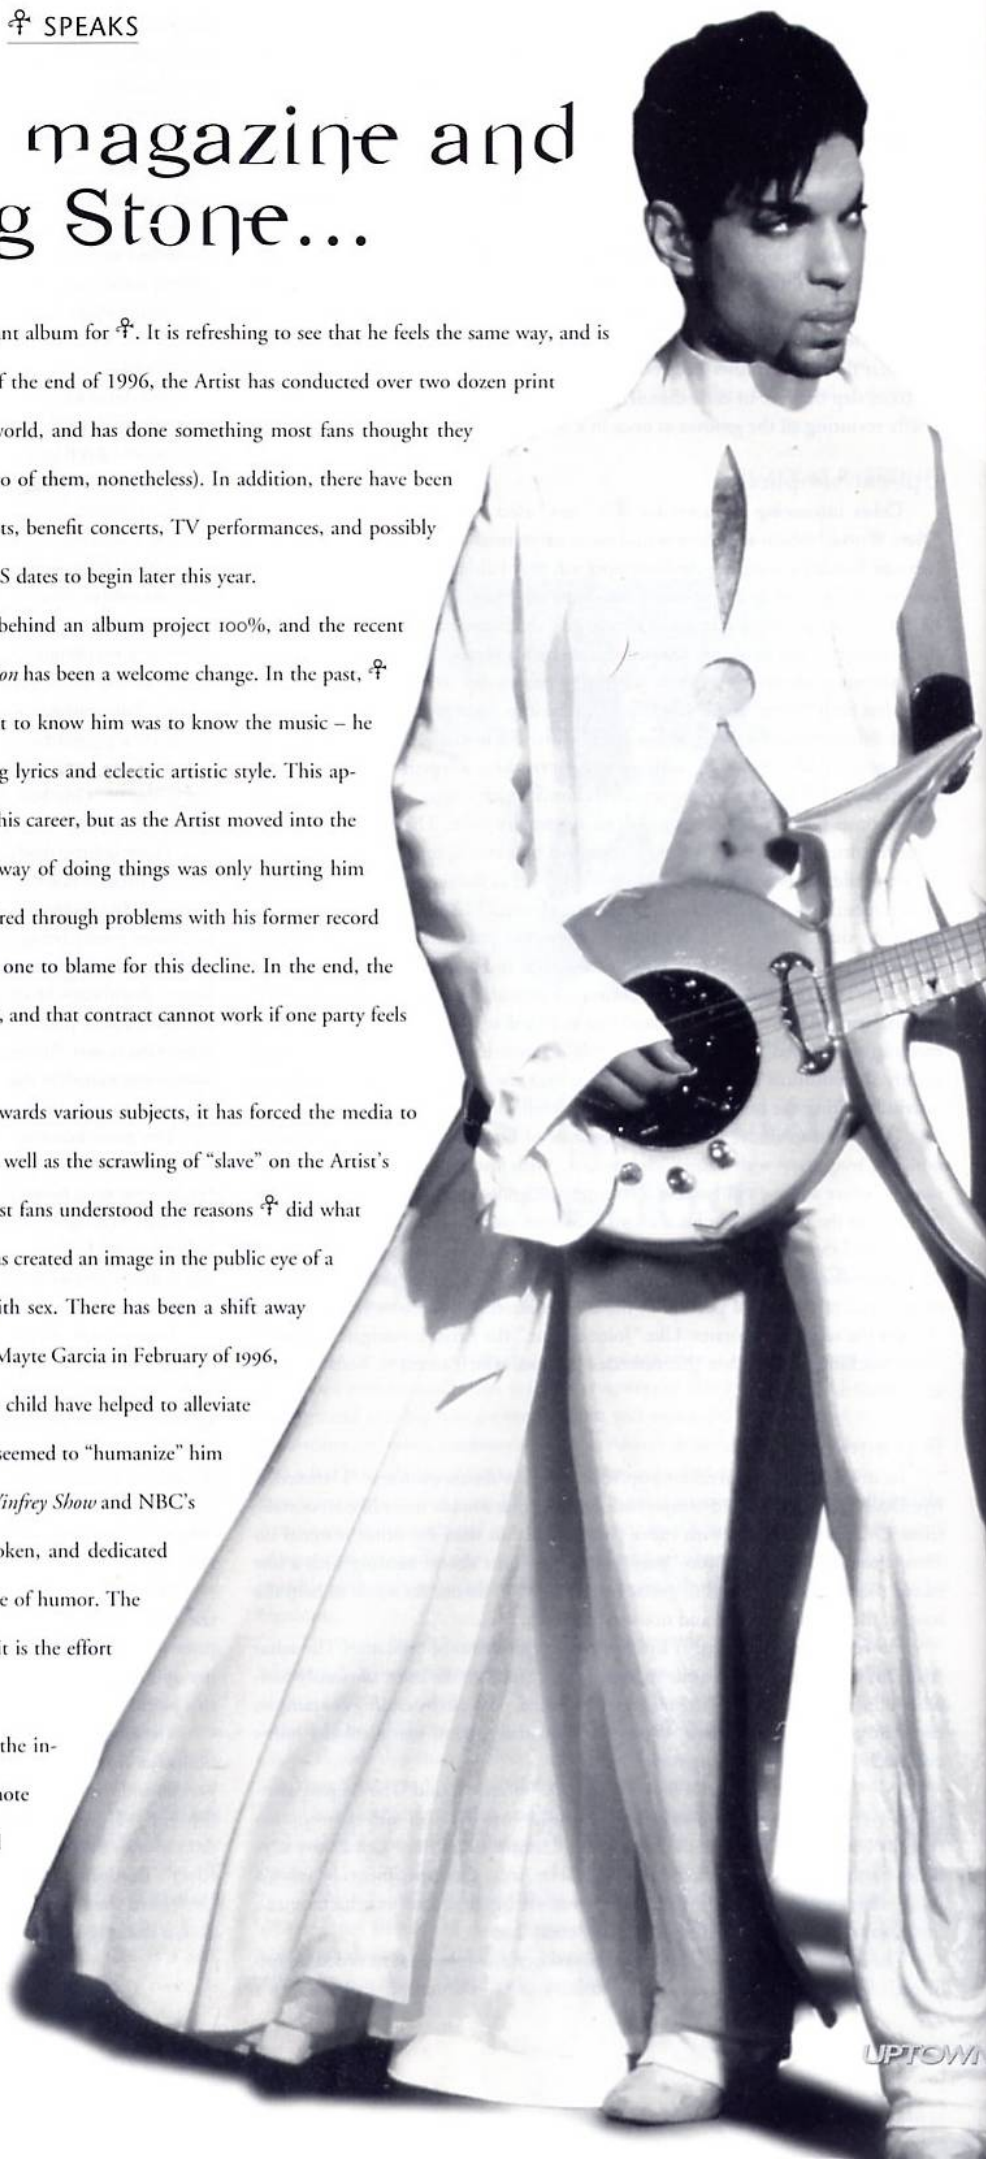 SPEAKS
magazine and
g Stone...
nt album for . It is refreshing to see that he feels the same way, and is
f the end of 1996, the Artist has conducted over two dozen print
vorld, and has done something most fans thought they
o of them, nonetheless). In addition, there have been
ts, benefit concerts, TV performances, and possibly
S dates to begin later this year.
behind an album project 100%, and the recent
on has been a welcome change. In the past,
t to know him was to know the music – he
g lyrics and eclectic artistic style. This ap-
his career, but as the Artist moved into the
way of doing things was only hurting him
red through problems with his former record
one to blame for this decline. In the end, the
, and that contract cannot work if one party feels
wards various subjects, it has forced the media to
well as the scrawling of "slave" on the Artist's
st fans understood the reasons did what
s created an image in the public eye of a
ith sex. There has been a shift away
Mayte Garcia in February of 1996,
child have helped to alleviate
seemed to "humanize" him
infrey Show and NBC's
oken, and dedicated
e of humor. The
it is the effort
the in-
note
UPTOWN